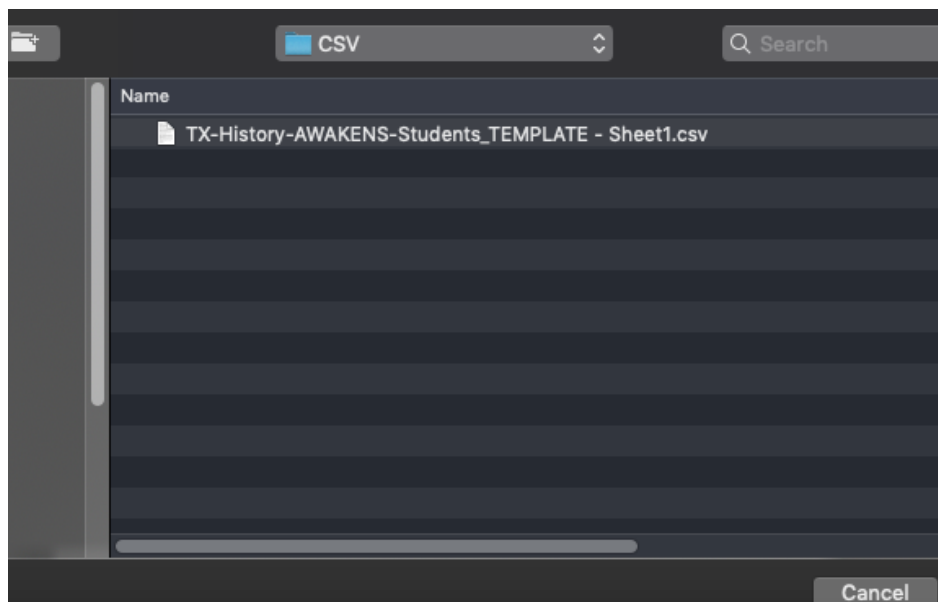 CSV
Search
Name
TX-History-AWAKENS-Students_TEMPLATE - Sheet1.csv
Cancel